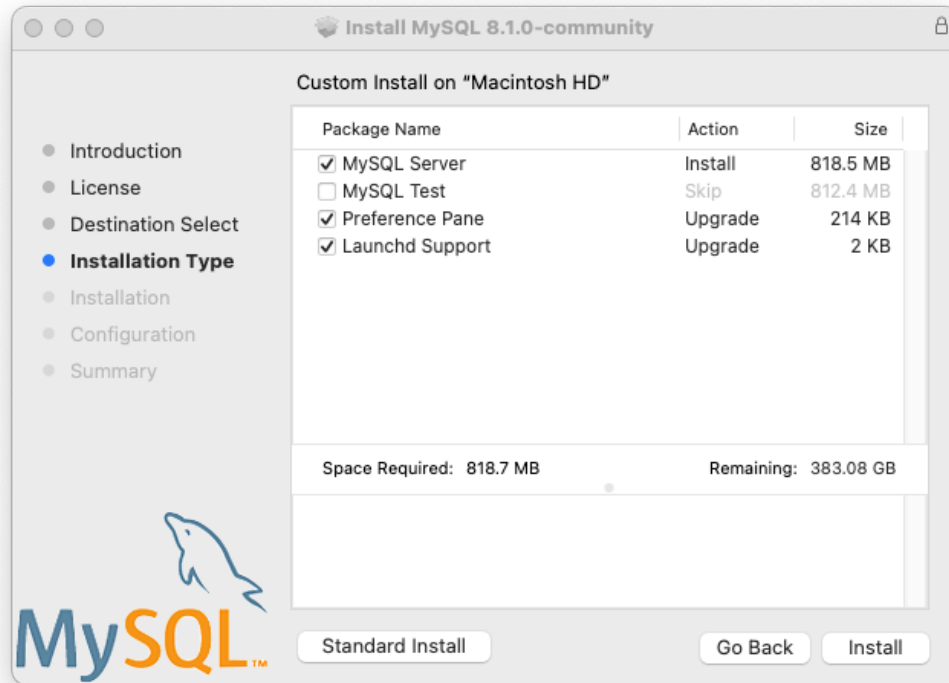 Install MySQL 8.1.0-community
Custom Install on "Macintosh HD"
Introduction
License
Destination Select
Installation Type
Installation
Configuration
Summary
Package Name Action Size
MySQL Server Install 818.5 MB
MySQL Test Skip 812.4 MB
Preference Pane Upgrade 214 KB
Launchd Support Upgrade 2 KB
Space Required: 818.7 MB Remaining: 383.08 GB
MySQL™
Standard Install Go Back Install